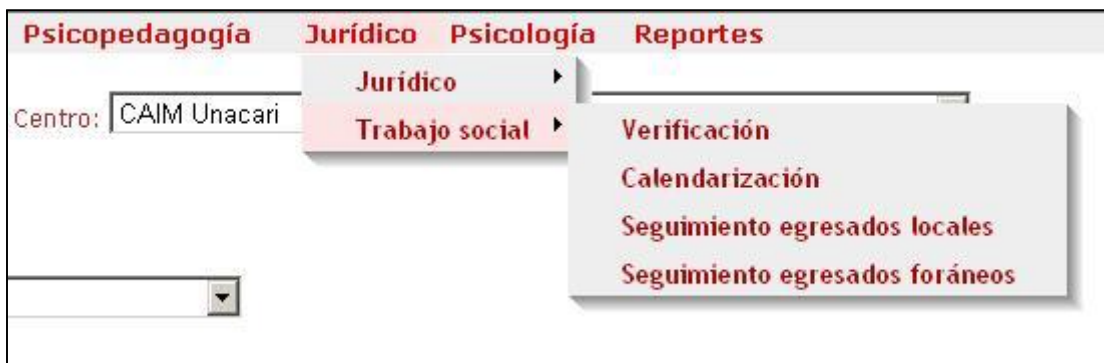 Psicopedagogía Jurídico Psicología Reportes
Jurídico
Centro: CAIM Unacari
Trabajo social
Verificación
Calendarización
Seguimiento egresados locales
Seguimiento egresados foráneos